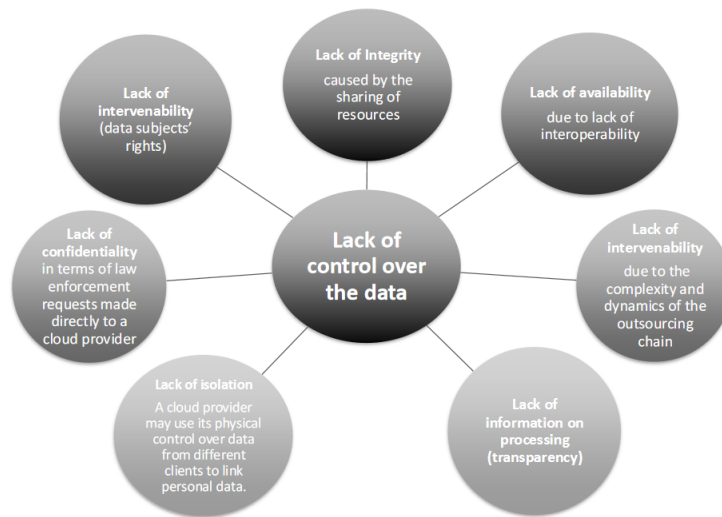 Lack of Integrity
caused by the
sharing of
resources
Lack of availability
due to lack of
interoperability
Lack of
intervenability
due to the
complexity and
dynamics of the
outsourcing
chain
Lack of
information on
processing
(transparency)
Lack of isolation
A cloud provider
may use its physical
control over data
from different
clients to link
personal data.
Lack of
confidentiality
in terms of law
enforcement
requests made
directly to a
cloud provider
Lack of
intervenability
(data subjects'
rights)
Lack of
control over
the data